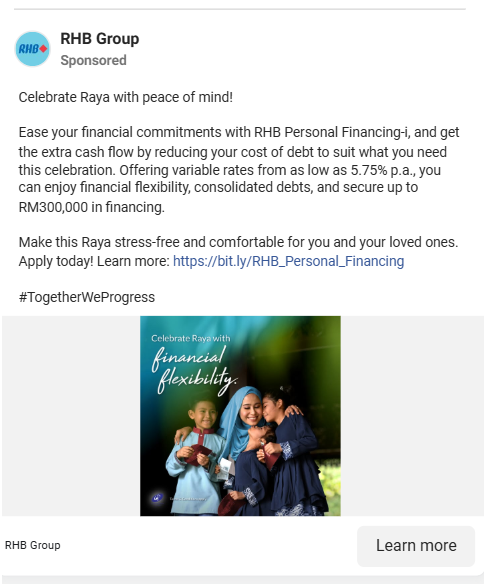 RHB
RHB Group
Sponsored
Celebrate Raya with peace of mind!
Ease your financial commitments with RHB Personal Financing-i, and get
the extra cash flow by reducing your cost of debt to suit what you need
this celebration. Offering variable rates from as low as 5.75% p.a., you
can enjoy financial flexibility, consolidated debts, and secure up to
RM300,000 in financing.
Make this Raya stress-free and comfortable for you and your loved ones.
Apply today! Learn more: https://bit.ly/RHB_Personal_Financing
#TogetherWeProgress
Celebrate Raya with
financial
flexibility.
RHB Group
Learn more